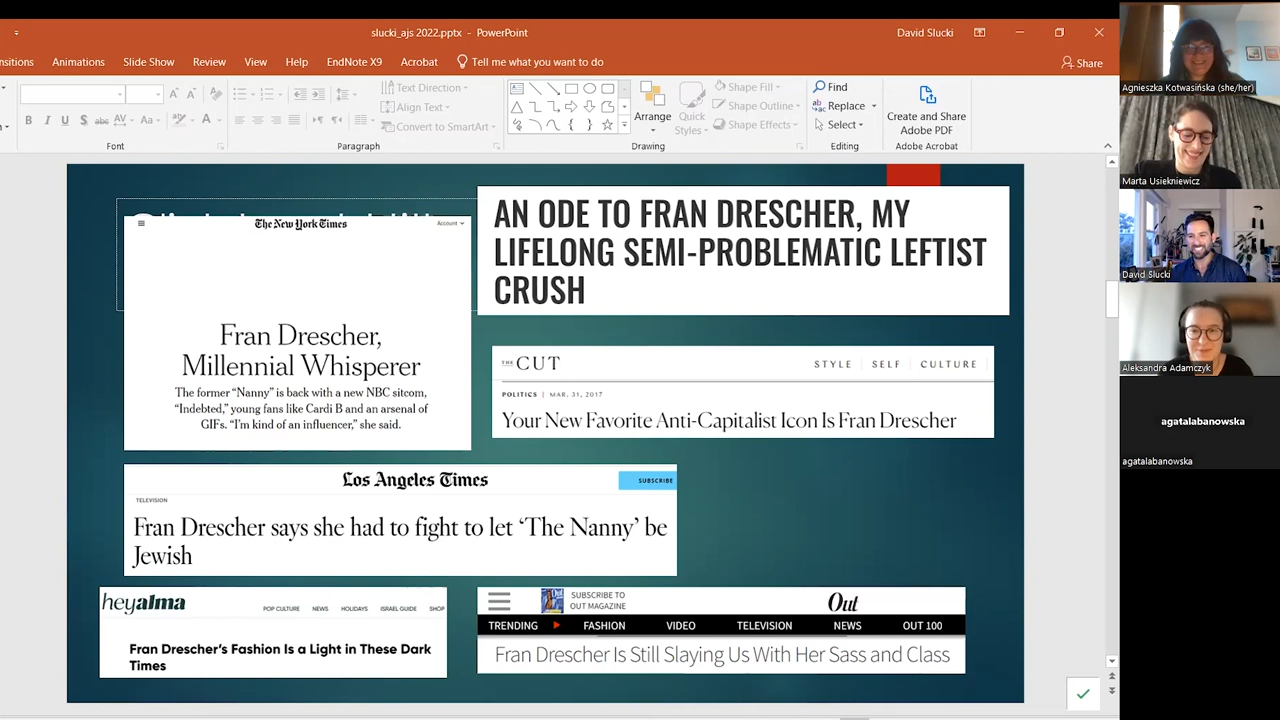 slucki_ajs 2022.pptx - PowerPoint
David Slucki
nsitions Animations Slide Show Review View Help EndNote X9 Acrobat Tell me what you want to do Share
Text Direction
Align Text
Convert to SmartArt
Arrange
Quick Styles
Shape Fill
Shape Outline
Shape Effects
Find
Replace
Select
Create and Share
Adobe PDF
Font Paragraph Drawing Editing Adobe Acrobat
The New York Times
Account
Fran Drescher,
Millennial Whisperer
The former “Nanny” is back with a new NBC sitcom,
“Indebted,” young fans like Cardi B and an arsenal of
GIFs. “I’m kind of an influencer,” she said.
AN ODE TO FRAN DRESCHER, MY
LIFELONG SEMI-PROBLEMATIC LEFTIST
CRUSH
THE CUT STYLE SELF CULTURE
POLITICS | MAR. 31, 2017
Your New Favorite Anti-Capitalist Icon Is Fran Drescher
Los Angeles Times
SUBSCRIBE
TELEVISION
Fran Drescher says she had to fight to let ‘The Nanny’ be
Jewish
heyalma
POP CULTURE NEWS HOLIDAYS ISRAEL GUIDE SHOP
Fran Drescher’s Fashion Is a Light in These Dark
Times
SUBSCRIBE TO
OUT MAGAZINE
Out
TRENDING FASHION VIDEO TELEVISION NEWS OUT 100
Fran Drescher Is Still Slaying Us With Her Sass and Class
Agnieszka Kotwasińska (she/her)
Marta Usiekniewicz
David Slucki
Aleksandra Adamczyk
agatalabanowska
agatalabanowska